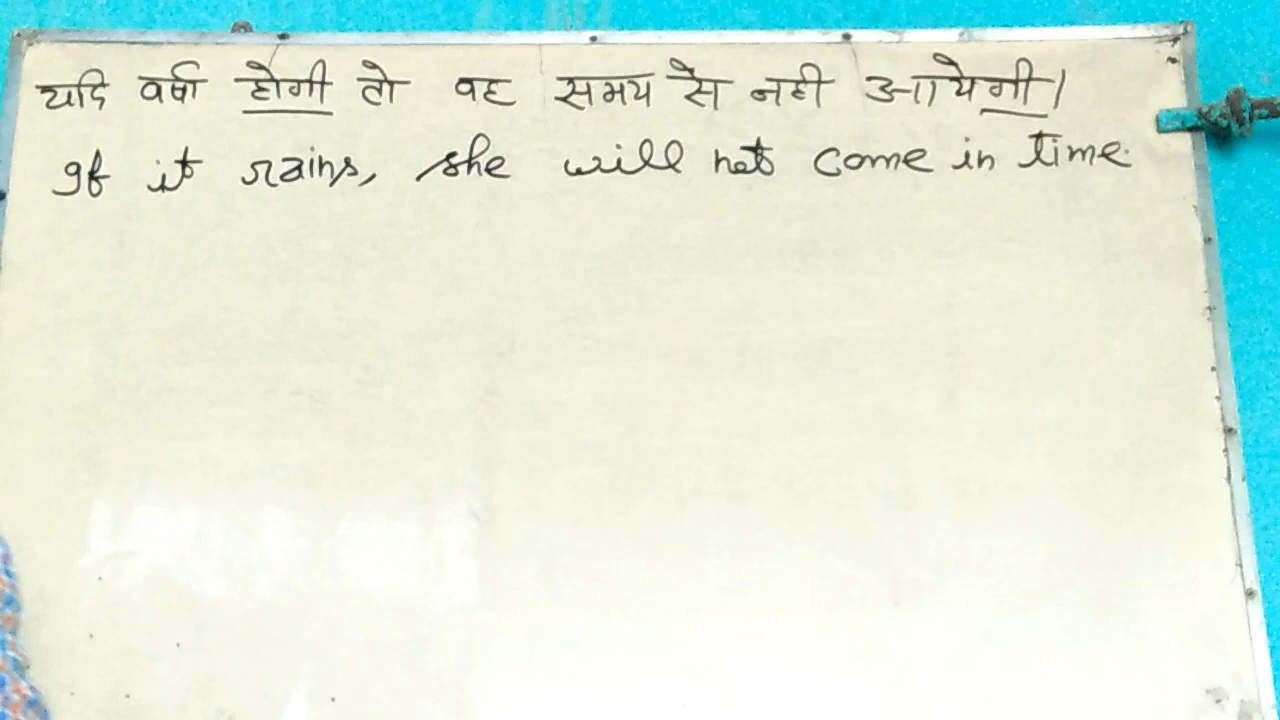 यदि वर्षा होगी तो वह समय से नही आयेगी।
If it rains, she will not come in time.